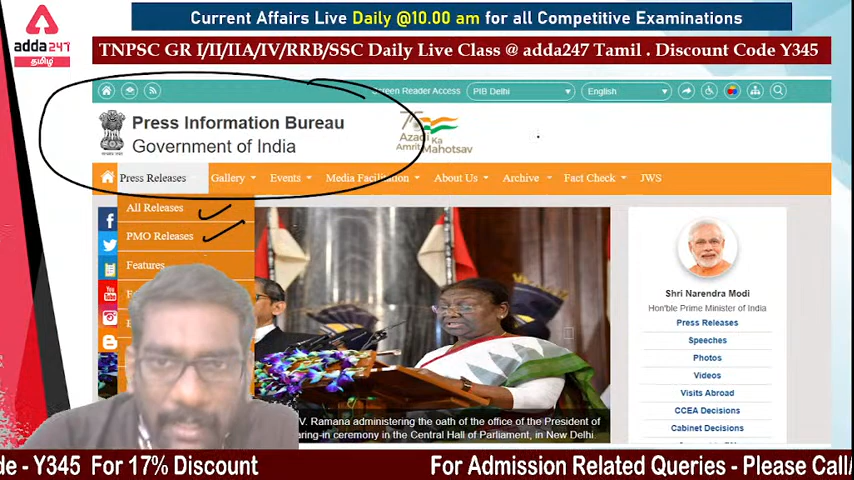 Current Affairs Live Daily @10.00 am for all Competitive Examinations
adda247
தமிழ்
TNPSC GR I/II/IIA/IV/RRB/SSC Daily Live Class @ adda247 Tamil . Discount Code Y345
Screen Reader Access
PIB Delhi
English
Press Information Bureau
Government of India
75
Azadi Ka
Amrit Mahotsav
Press Releases
Gallery
Events
Media Facilitation
About Us
Archive
Fact Check
JWS
All Releases
PMO Releases
Features
Shri Narendra Modi
Hon'ble Prime Minister of India
Press Releases
Speeches
Photos
Videos
Visits Abroad
CCEA Decisions
Cabinet Decisions
V. Ramana administering the oath of the office of the President of
aring-in ceremony in the Central Hall of Parliament, in New Delhi.
de - Y345 For 17% Discount
For Admission Related Queries - Please Call/